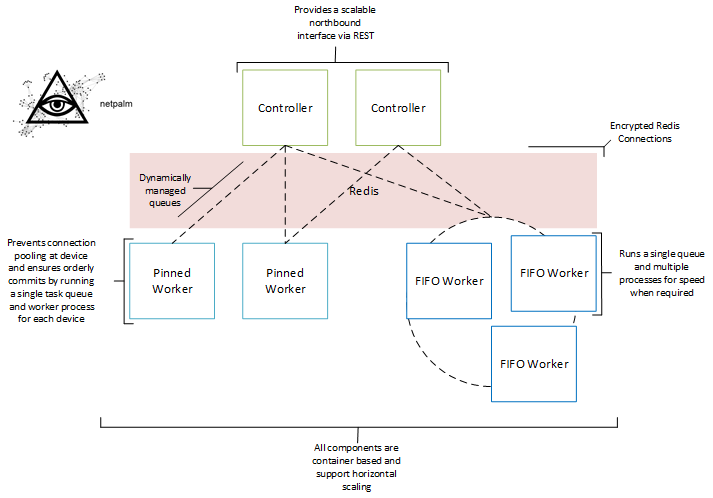 Provides a scalable
northbound
interface via REST
Controller
Controller
netpalm
Encrypted Redis
Connections
Dynamically
managed
queues
Redis
Prevents connection
pooling at device
and ensures orderly
commits by running
a single task queue
and worker process
for each device
Pinned
Worker
Pinned
Worker
FIFO Worker
FIFO Worker
Runs a single queue
and multiple
processes for speed
when required
FIFO Worker
All components are
container based and
support horizontal
scaling